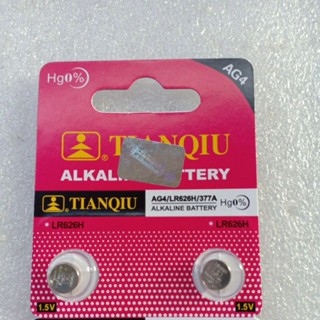 Hg0%
AG4
TIANQIU
ALKALINE BATTERY
TIANQIU
AG4/LR626H/377A
ALKALINE BATTERY
Hg0%
LR626H
LR626H
1.5V
1.5V